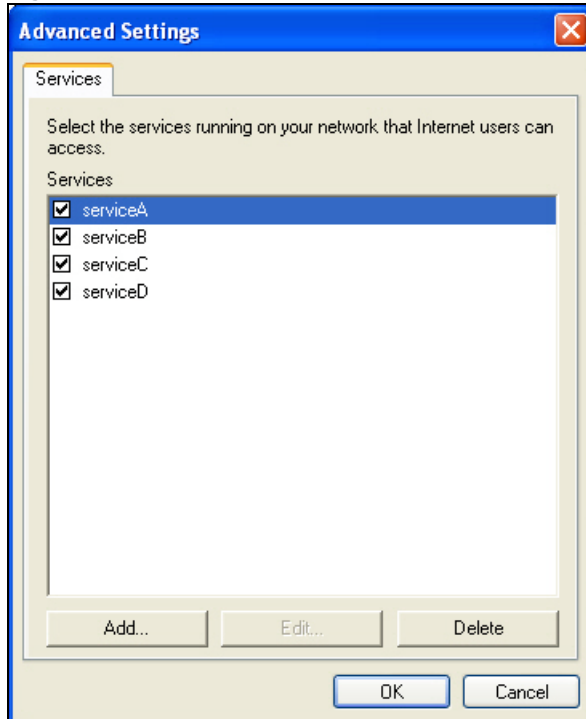 Advanced Settings
Services
Select the services running on your network that Internet users can
access.
Services
serviceA
serviceB
serviceC
serviceD
Add... Edit... Delete
OK Cancel